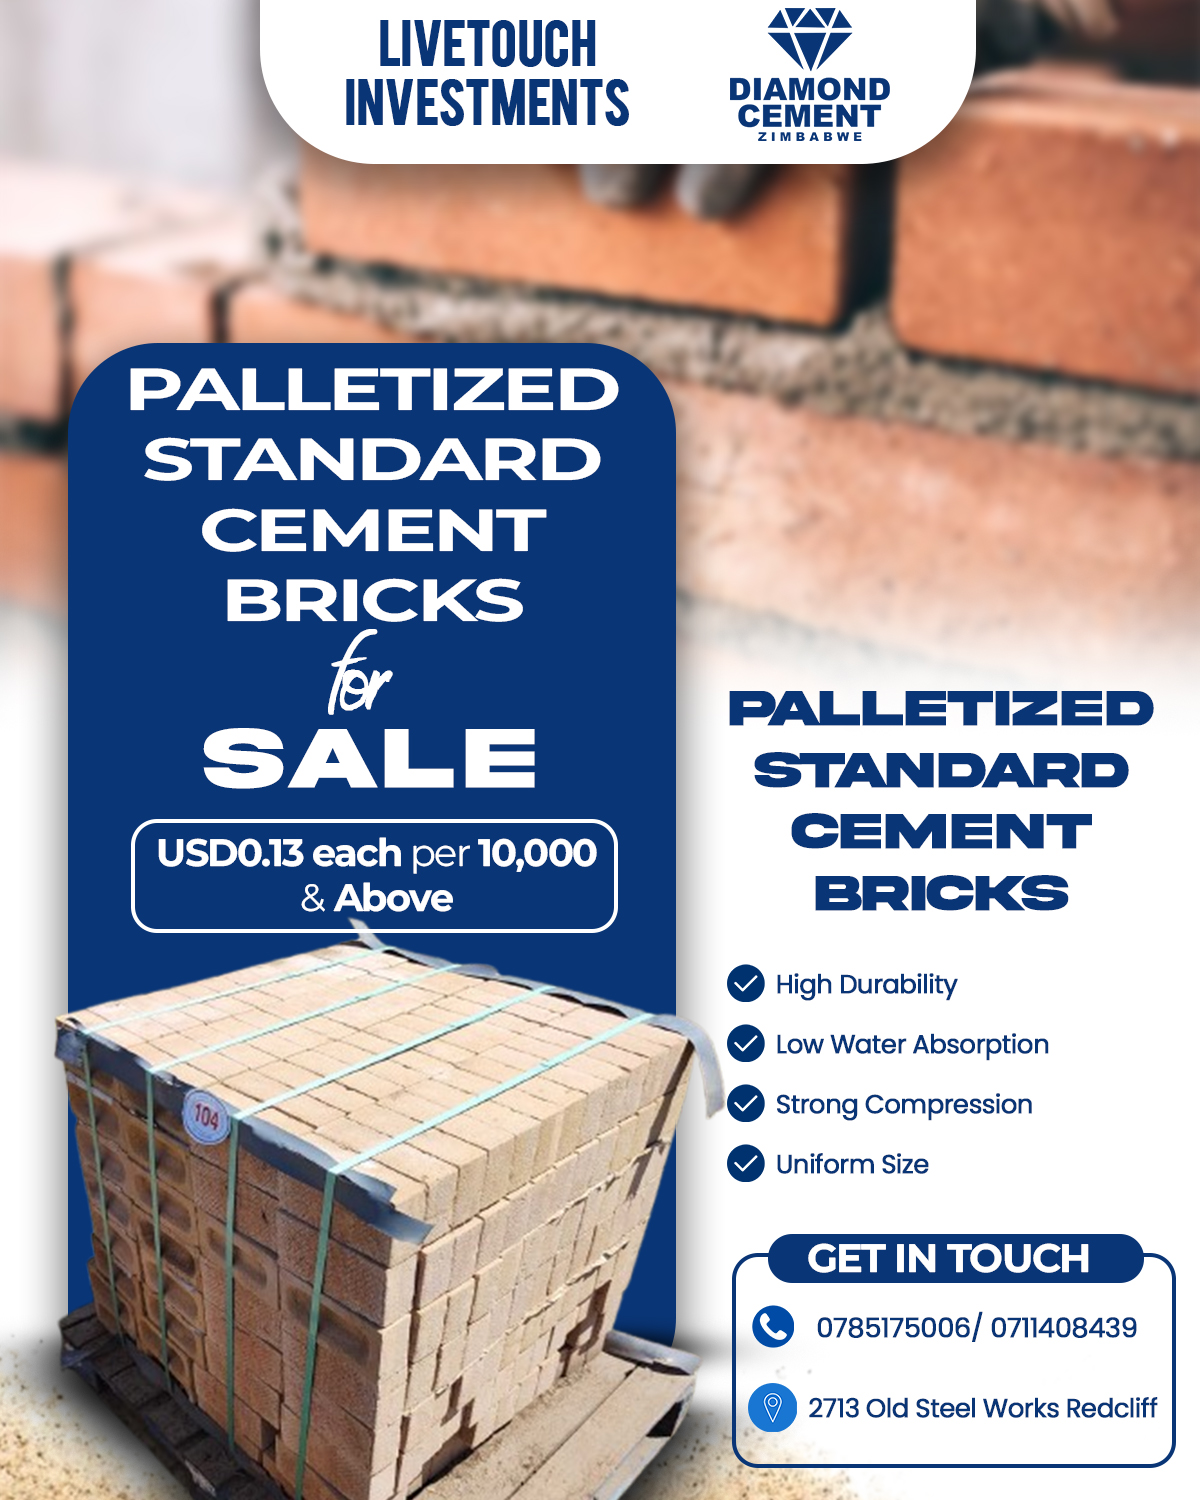 LIVETOUCH
INVESTMENTS
DIAMOND
CEMENT
ZIMBABWE
PALLETIZED
STANDARD
CEMENT
BRICKS
for
SALE
USD0.13 each per 10,000
& Above
104
PALLETIZED
STANDARD
CEMENT
BRICKS
High Durability
Low Water Absorption
Strong Compression
Uniform Size
GET IN TOUCH
0785175006/ 0711408439
2713 Old Steel Works Redcliff